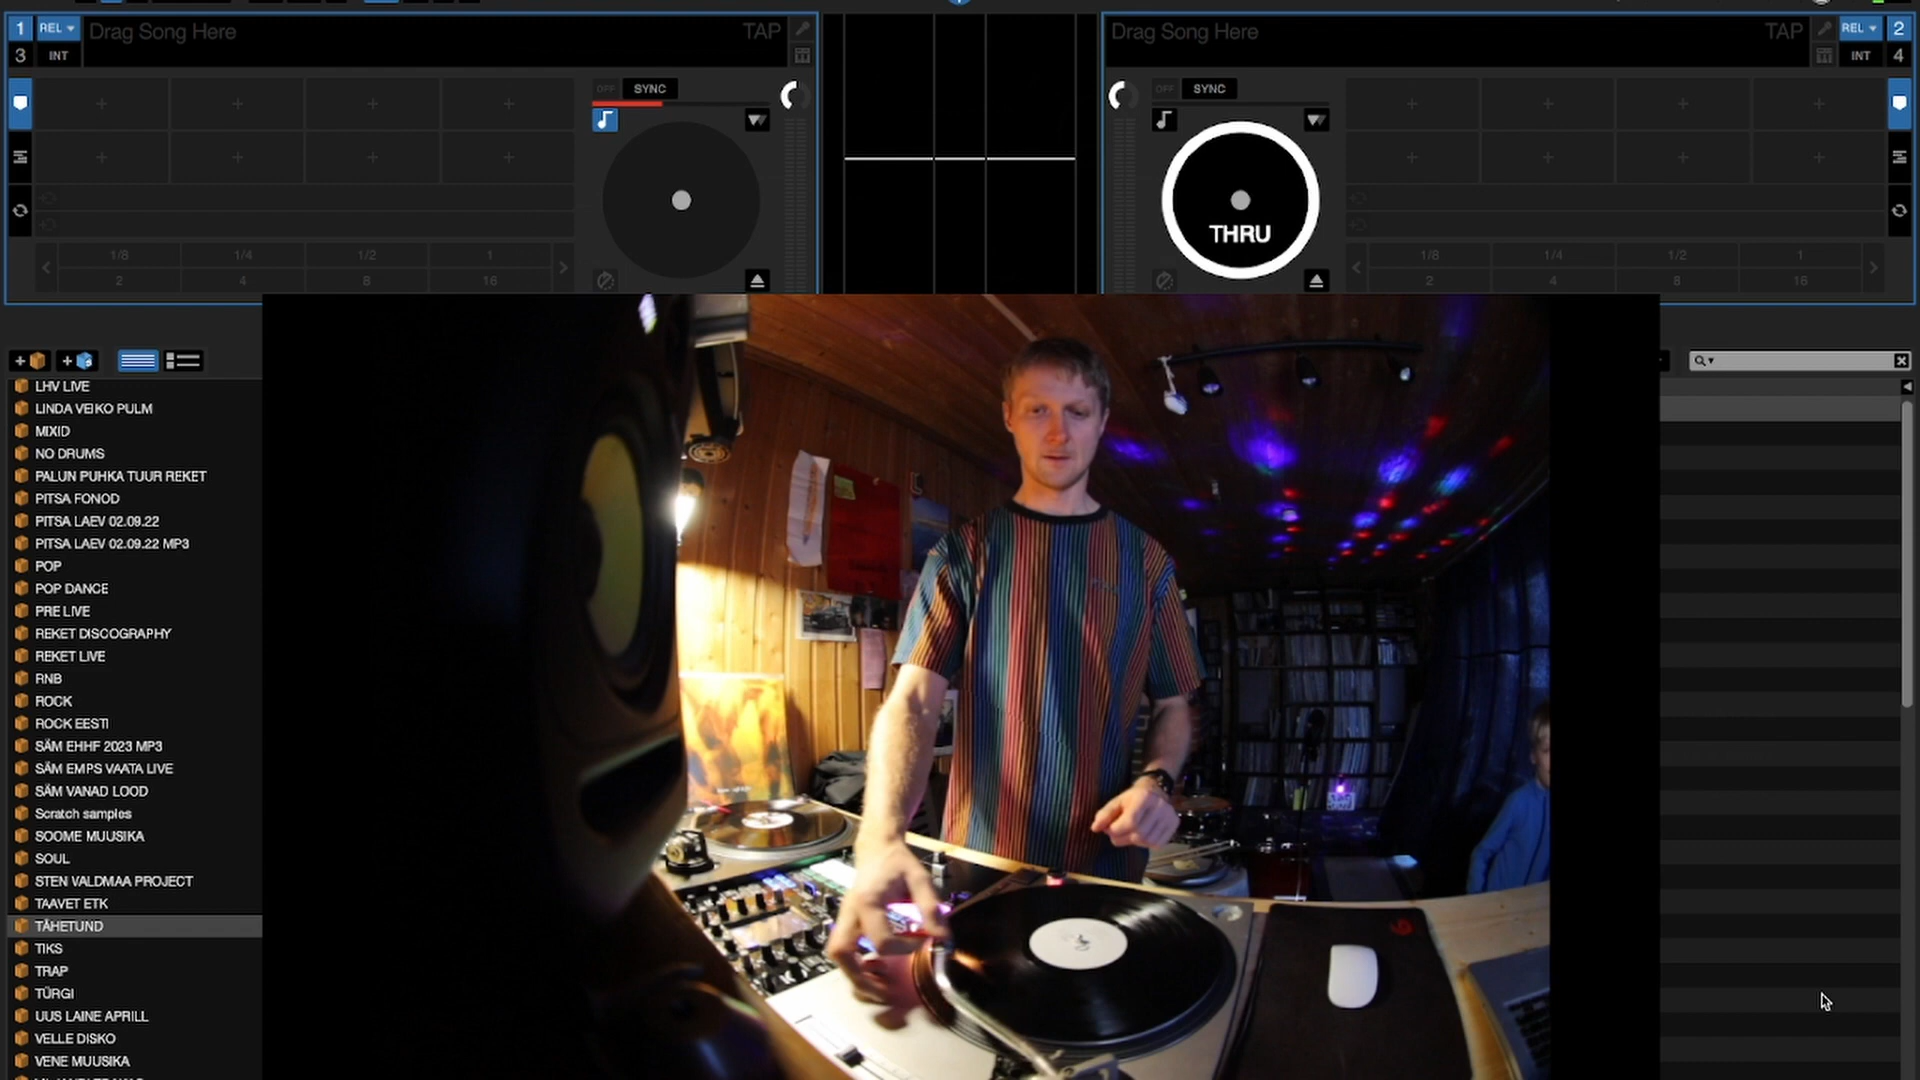 1 REL Drag Song Here TAP
3 INT
OFF SYNC
1/8 1/4 1/2 1
2 4 8 16
Drag Song Here TAP REL 2
INT 4
OFF SYNC
THRU
1/8 1/4 1/2 1
2 4 8 16
LHV LIVE
LINDA VEIKO PULM
MIXID
NO DRUMS
PALUN PUHKA TUUR REKET
PITSA FONOD
PITSA LAEV 02.09.22
PITSA LAEV 02.09.22 MP3
POP
POP DANCE
PRE LIVE
REKET DISCOGRAPHY
REKET LIVE
RNB
ROCK
ROCK EESTI
SÄM EHHF 2023 MP3
SÄM EMPS VAATA LIVE
SÄM VANAD LOOD
Scratch samples
SOOME MUUSIKA
SOUL
STEN VALDMAA PROJECT
TAAVET ETK
TÄHETUND
TIKS
TRAP
TÜRGI
UUS LAINE APRILL
VELLE DISKO
VENE MUUSIKA